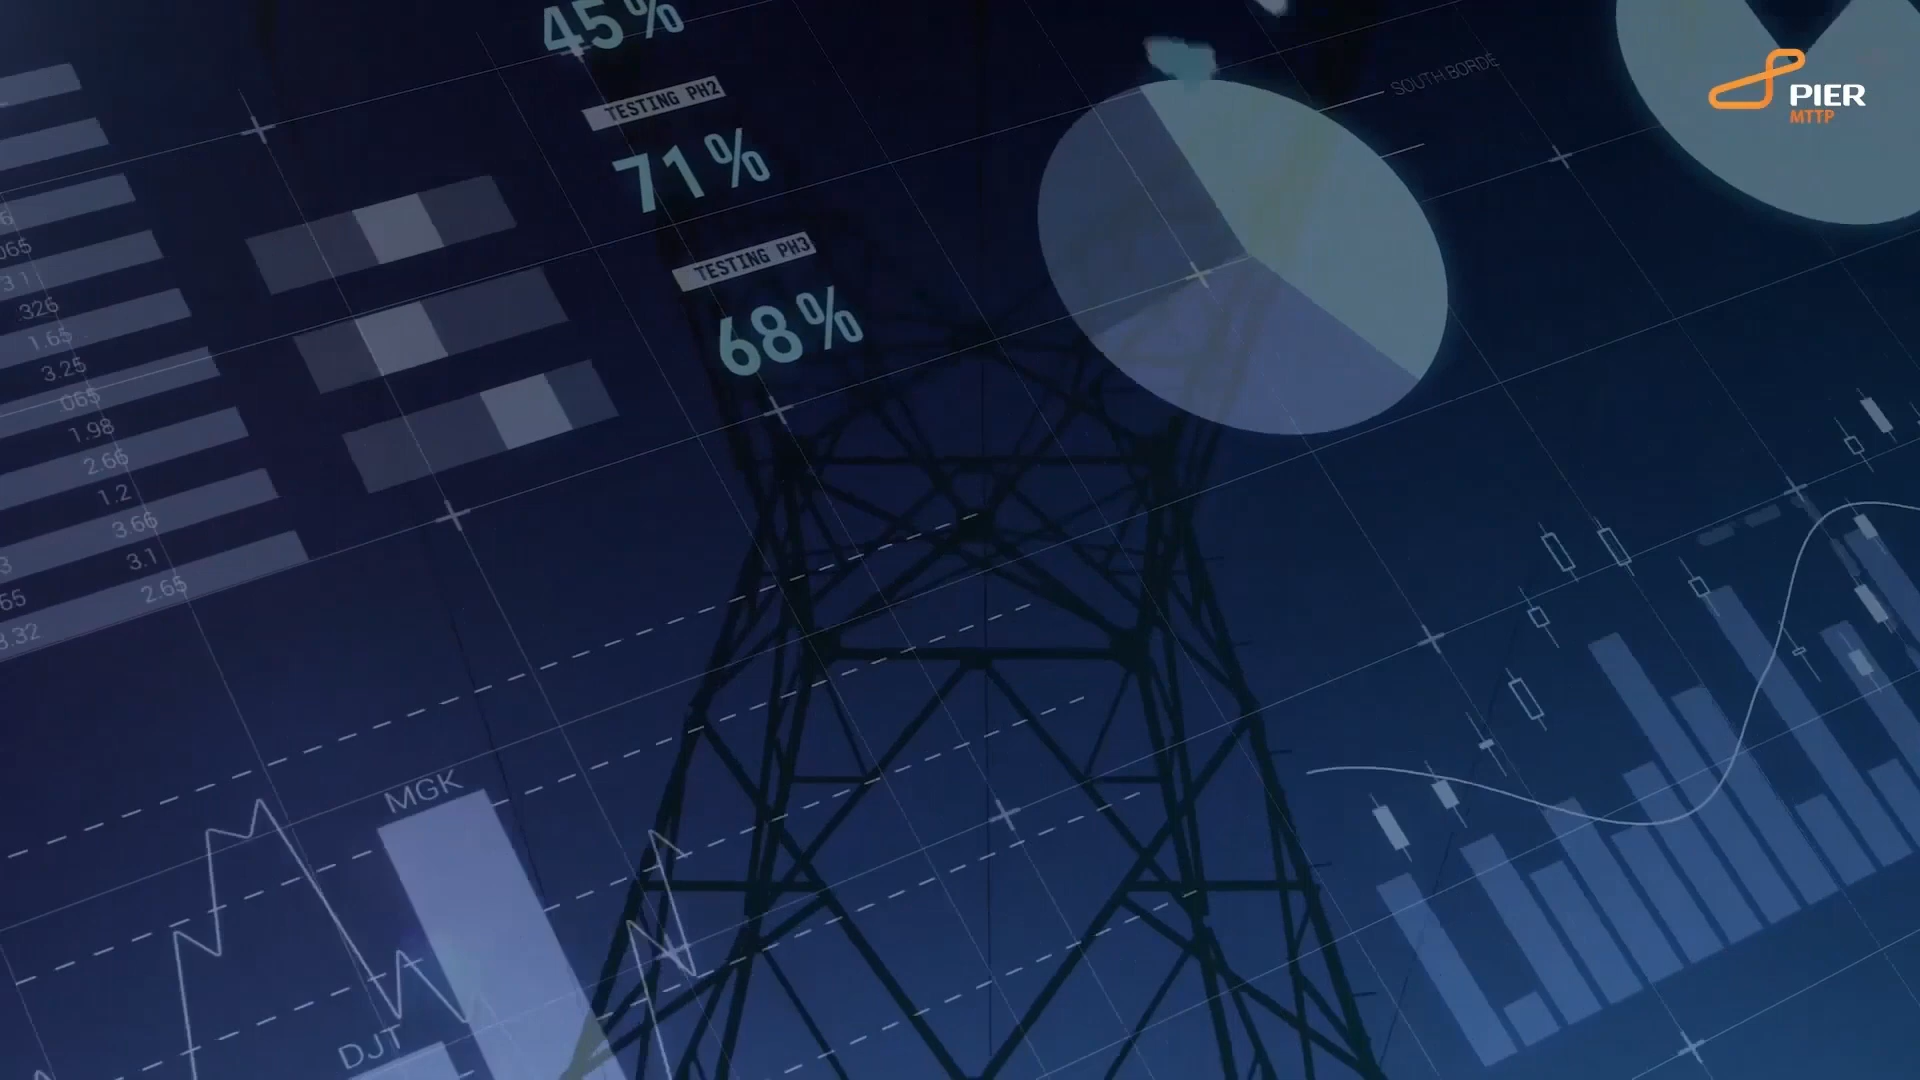 45%
TESTING PH2
71%
TESTING PH3
68%
SOUTH BORDE
PIER
MTTP
065
3.1
326
1.65
3.25
.065
1.98
2.66
1.2
3.66
3.1
2.65
3.32
MGK
DJT